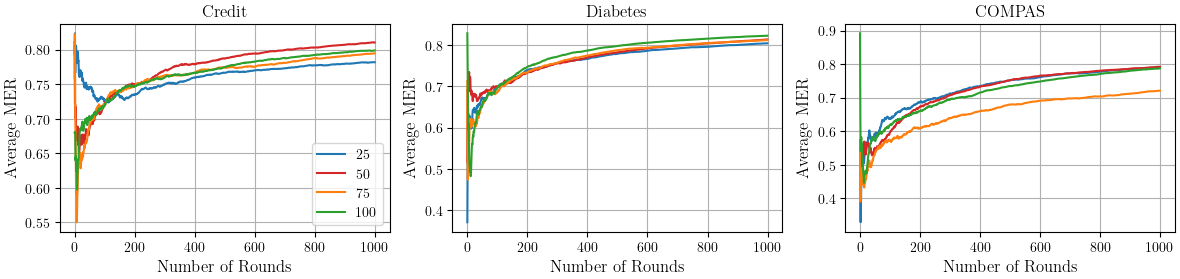 Credit
Average MER
0.80
0.75
0.70
0.65
0.60
0.55
0 200 400 600 800 1000
Number of Rounds
25
50
75
100
Diabetes
Average MER
0.8
0.7
0.6
0.5
0.4
0 200 400 600 800 1000
Number of Rounds
COMPAS
Average MER
0.9
0.8
0.7
0.6
0.5
0.4
0.3
0 200 400 600 800 1000
Number of Rounds